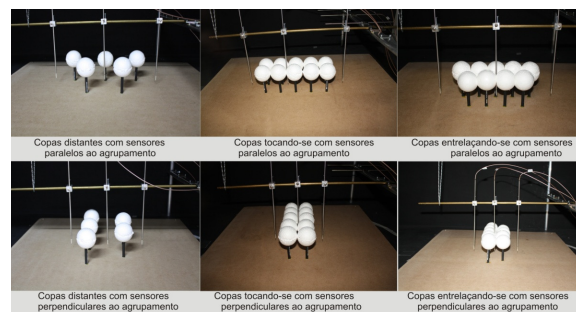 Copas distantes com sensores
paralelos ao agrupamento
Copas tocando-se com sensores
paralelos ao agrupamento
Copas entrelaçando-se com sensores
paralelos ao agrupamento
Copas distantes com sensores
perpendiculares ao agrupamento
Copas tocando-se com sensores
perpendiculares ao agrupamento
Copas entrelaçando-se com sensores
perpendiculares ao agrupamento